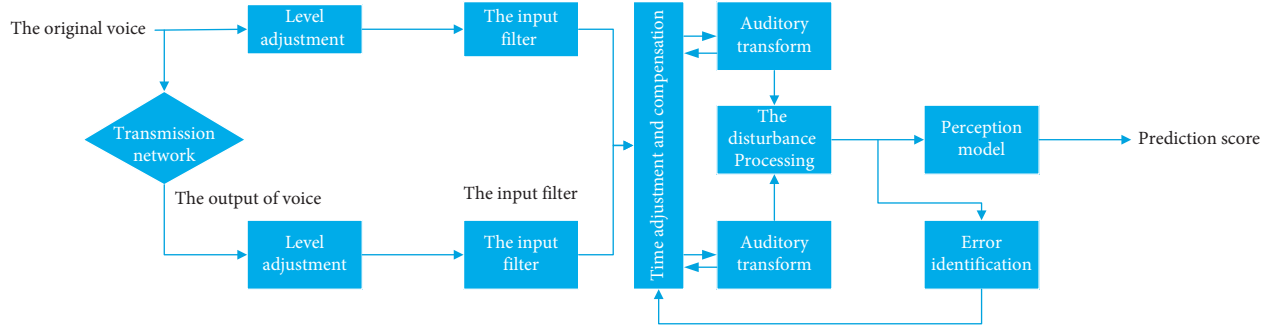 The original voice
Level
adjustment
The input
filter
Time adjustment and compensation
Auditory
transform
Transmission
network
The
disturbance
Processing
Perception
model
Prediction score
The output of voice
The input filter
Level
adjustment
The input
filter
Auditory
transform
Error
identification